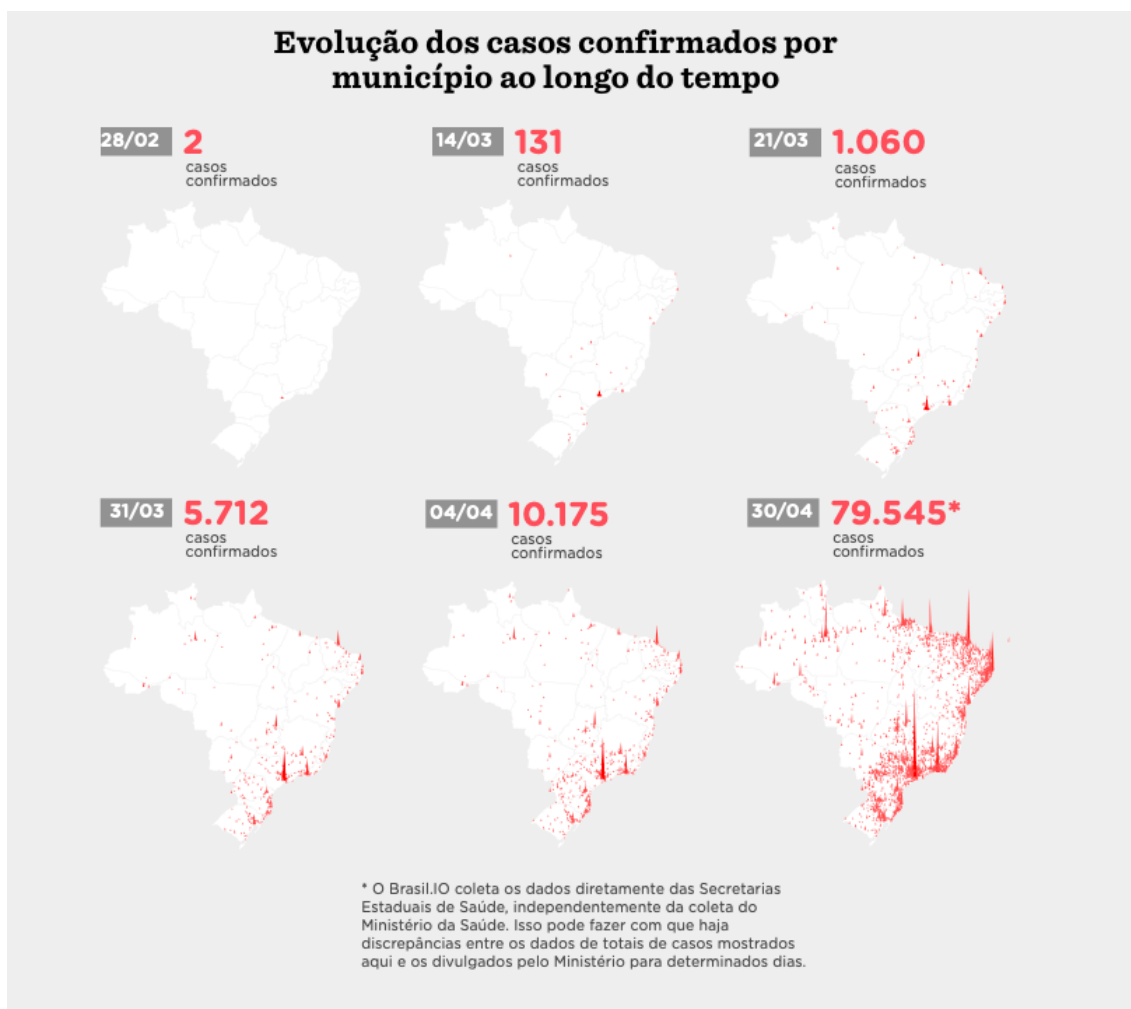 Evolução dos casos confirmados por
município ao longo do tempo
28/02 2
casos
confirmados
14/03 131
casos
confirmados
21/03 1.060
casos
confirmados
31/03 5.712
casos
confirmados
04/04 10.175
casos
confirmados
30/04 79.545*
casos
confirmados
* O Brasil.IO coleta os dados diretamente das Secretarias
Estaduais de Saúde, independentemente da coleta do
Ministério da Saúde. Isso pode fazer com que haja
discrepâncias entre os dados de totais de casos mostrados
aqui e os divulgados pelo Ministério para determinados dias.